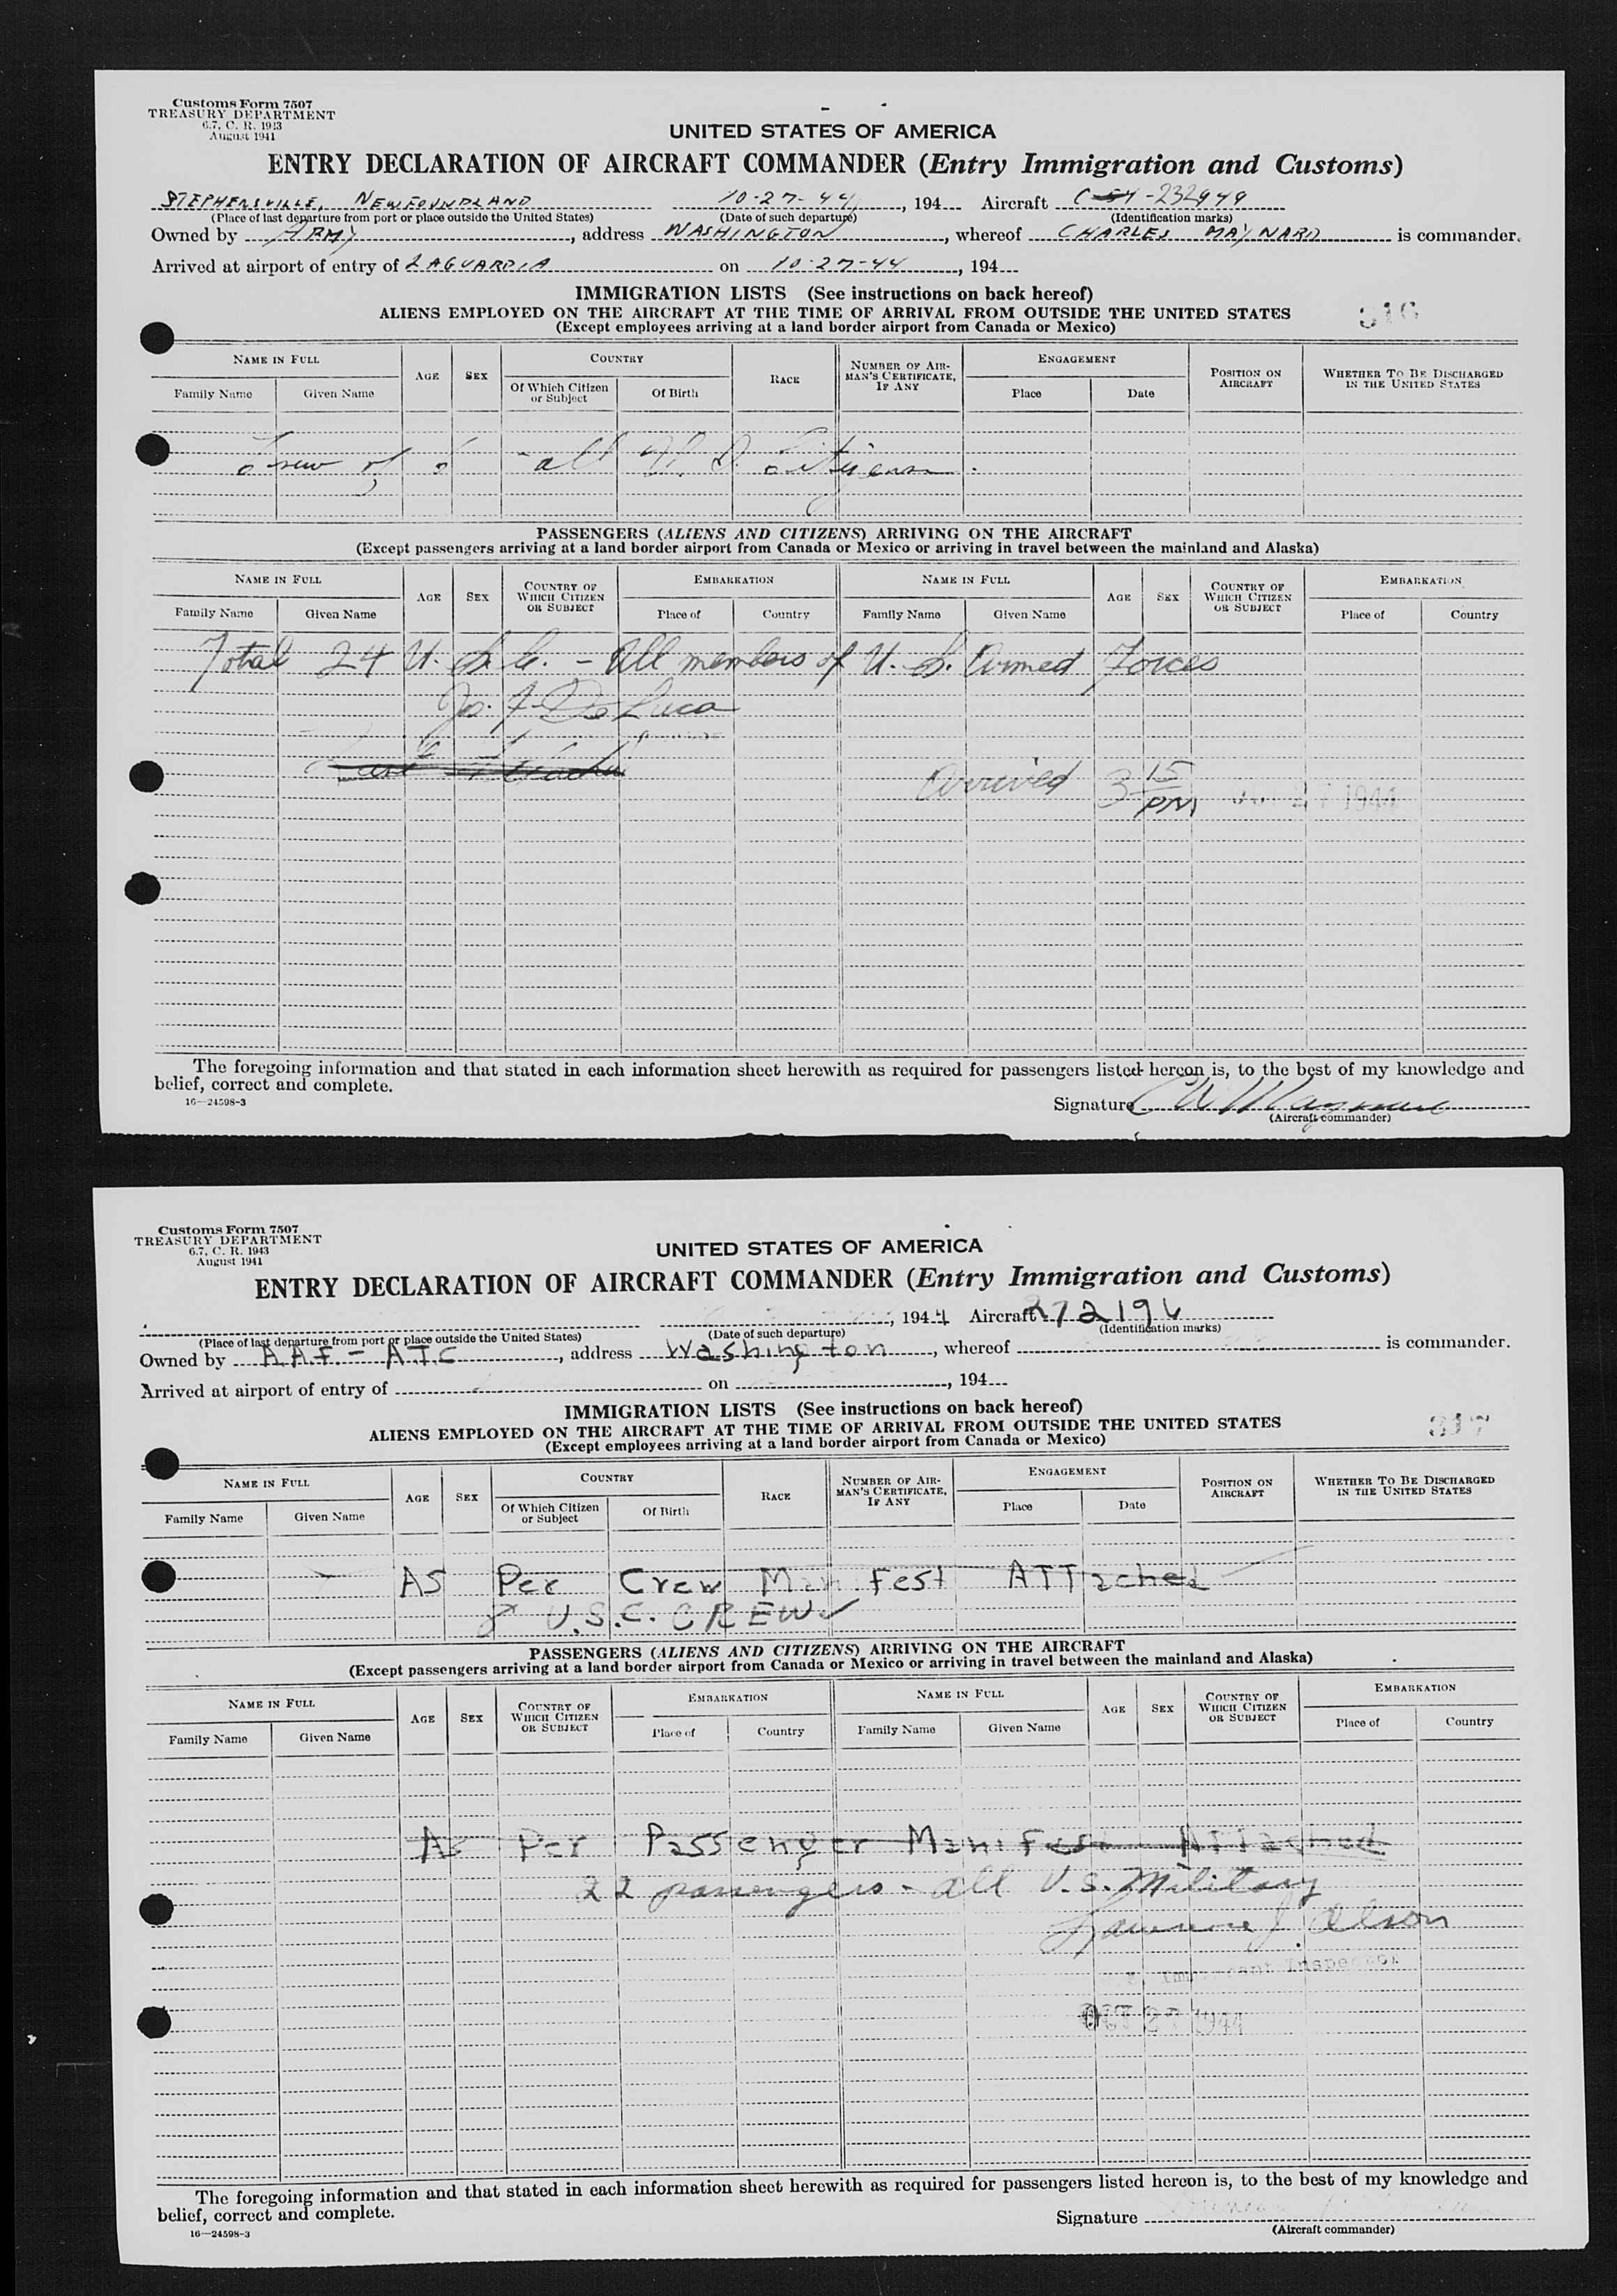 Customs Form 7507
TREASURY DEPARTMENT
6.7, C. R. 1943
August 1941
UNITED STATES OF AMERICA
ENTRY DECLARATION OF AIRCRAFT COMMANDER (Entry Immigration and Customs)
STEPHENSVILLE, NEWFOUNDLAND 10-27-44, 194 Aircraft C 54-232949
(Place of last departure from port or place outside the United States) (Date of such departure) (Identification marks)
Owned by ARMY, address WASHINGTON, whereof CHARLES MAYNARD is commander.
Arrived at airport of entry of LAGUARDIA on 10-27-44, 194
IMMIGRATION LISTS (See instructions on back hereof)
ALIENS EMPLOYED ON THE AIRCRAFT AT THE TIME OF ARRIVAL FROM OUTSIDE THE UNITED STATES
316
(Except employees arriving at a land border airport from Canada or Mexico)
NAME IN FULL AGE SEX COUNTRY RACE NUMBER OF AIRMAN'S CERTIFICATE, IF ANY ENGAGEMENT POSITION ON AIRCRAFT WHETHER TO BE DISCHARGED IN THE UNITED STATES
Family Name Given Name Of Which Citizen or Subject Of Birth Place Date
Crew of 6 - all U. S. Citizens.
PASSENGERS (ALIENS AND CITIZENS) ARRIVING ON THE AIRCRAFT
(Except passengers arriving at a land border airport from Canada or Mexico or arriving in travel between the mainland and Alaska)
NAME IN FULL AGE SEX COUNTRY OF WHICH CITIZEN OR SUBJECT EMBARKATION NAME IN FULL AGE SEX COUNTRY OF WHICH CITIZEN OR SUBJECT EMBARKATION
Family Name Given Name Place of Country Family Name Given Name Place of Country
Total 24 U. S. C. - All members of U. S. Armed Forces
Jo. F. De Luca
Arrived 3 15 PM 1944
The foregoing information and that stated in each information sheet herewith as required for passengers listed hereon is, to the best of my knowledge and
belief, correct and complete.
16—24598-3
Signature C W Maynard
(Aircraft commander)
Customs Form 7507
TREASURY DEPARTMENT
6.7, C. R. 1943
August 1941
UNITED STATES OF AMERICA
ENTRY DECLARATION OF AIRCRAFT COMMANDER (Entry Immigration and Customs)
, 1944 Aircraft 272196
(Place of last departure from port or place outside the United States) (Date of such departure) (Identification marks)
Owned by A.A.F. - A.T.C, address Washington, whereof is commander.
Arrived at airport of entry of on , 194
IMMIGRATION LISTS (See instructions on back hereof)
ALIENS EMPLOYED ON THE AIRCRAFT AT THE TIME OF ARRIVAL FROM OUTSIDE THE UNITED STATES
317
(Except employees arriving at a land border airport from Canada or Mexico)
NAME IN FULL AGE SEX COUNTRY RACE NUMBER OF AIRMAN'S CERTIFICATE, IF ANY ENGAGEMENT POSITION ON AIRCRAFT WHETHER TO BE DISCHARGED IN THE UNITED STATES
Family Name Given Name Of Which Citizen or Subject Of Birth Place Date
AS Per Crew Manifest ATTached
U.S.C. CREW
PASSENGERS (ALIENS AND CITIZENS) ARRIVING ON THE AIRCRAFT
(Except passengers arriving at a land border airport from Canada or Mexico or arriving in travel between the mainland and Alaska)
NAME IN FULL AGE SEX COUNTRY OF WHICH CITIZEN OR SUBJECT EMBARKATION NAME IN FULL AGE SEX COUNTRY OF WHICH CITIZEN OR SUBJECT EMBARKATION
Family Name Given Name Place of Country Family Name Given Name Place of Country
As Per Passenger Manifest ATTached
22 passengers - all U.S. Military
Lawrence J. Olson
Inspector
OCT 27 1944
The foregoing information and that stated in each information sheet herewith as required for passengers listed hereon is, to the best of my knowledge and
belief, correct and complete.
16—24598-3
Signature
(Aircraft commander)